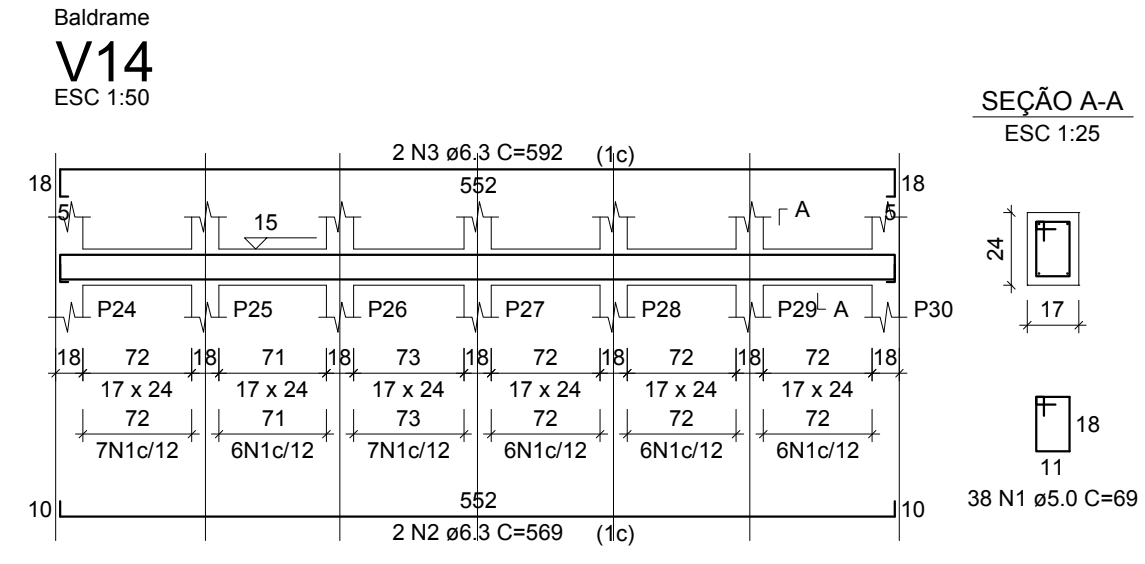 Baldrame
V14
ESC 1:50
SEÇÃO A-A
ESC 1:25
2 N3 ø6.3 C=592 (1c)
18 552 18
5 5
15 A
24
17
P24 P25 P26 P27 P28 P29 A P30
18 72 18 71 18 73 18 72 18 72 18 72 18
17 x 24 17 x 24 17 x 24 17 x 24 17 x 24 17 x 24
72 71 73 72 72 72
7N1c/12 6N1c/12 7N1c/12 6N1c/12 6N1c/12 6N1c/12
18
11
38 N1 ø5.0 C=69
10 552 10
2 N2 ø6.3 C=569 (1c)